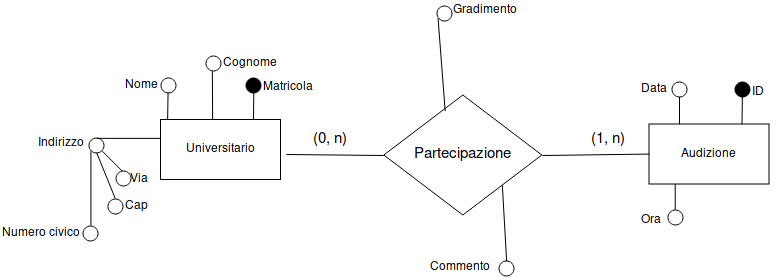 Gradimento
Cognome
Nome
Matricola
Data
ID
Indirizzo
Universitario
(0, n)
Partecipazione
(1, n)
Audizione
Via
Cap
Numero civico
Ora
Commento